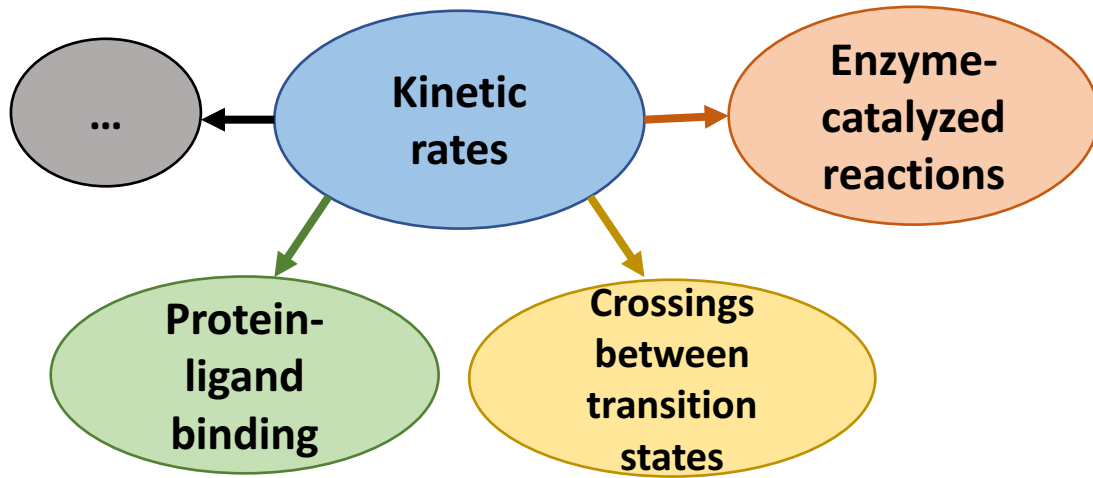 ...
Kinetic
rates
Enzyme-
catalyzed
reactions
Protein-
ligand
binding
Crossings
between
transition
states